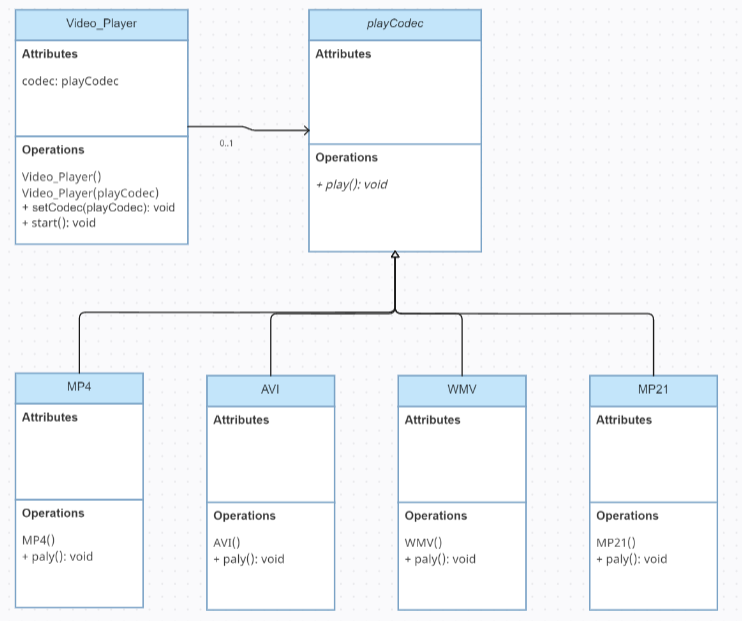 Video_Player
Attributes
codec: playCodec
Operations
Video_Player()
Video_Player(playCodec)
+ setCodec(playCodec): void
+ start(): void
0..1
playCodec
Attributes
Operations
+ play(): void
MP4
Attributes
Operations
MP4()
+ paly(): void
AVI
Attributes
Operations
AVI()
+ paly(): void
WMV
Attributes
Operations
WMV()
+ paly(): void
MP21
Attributes
Operations
MP21()
+ paly(): void